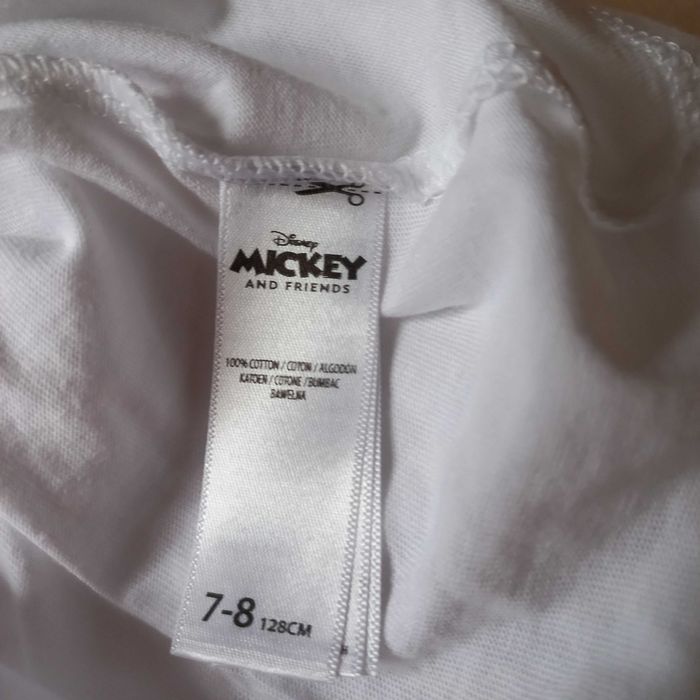 Disney
MICKEY
AND FRIENDS
100% COTTON / COTON / ALGODÓN
KATOEN / COTONE / BUMBAC
BAWEŁNA
7-8 128CM